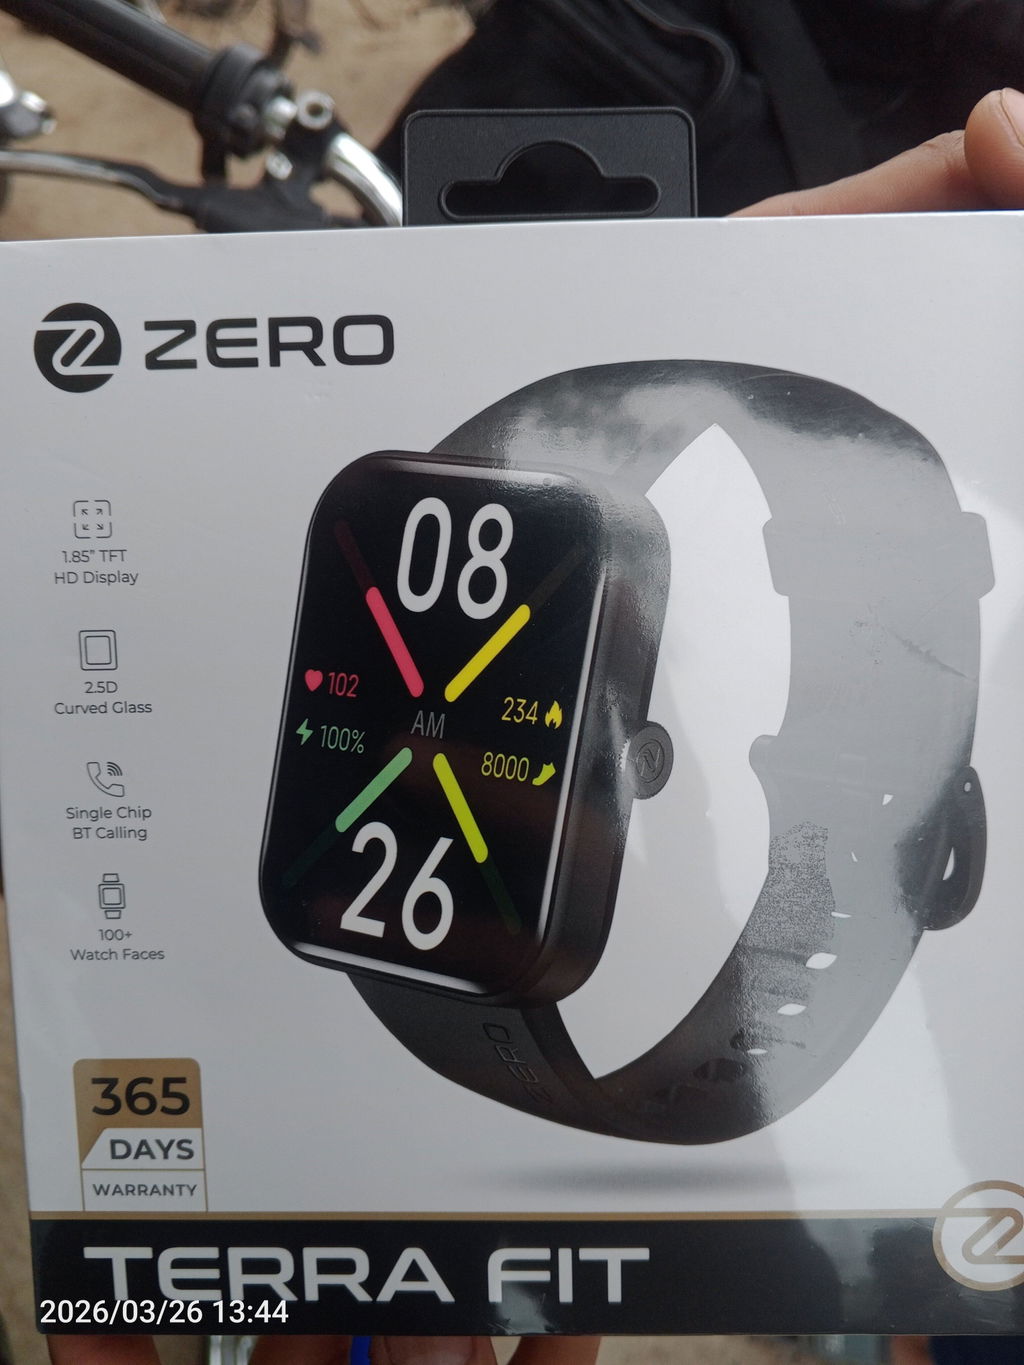 ZERO
1.85" TFT
HD Display
2.5D
Curved Glass
Single Chip
BT Calling
100+
Watch Faces
08
102
234
AM
100%
8000
26
ZERO
365
DAYS
WARRANTY
TERRA FIT
2026/03/26 13:44